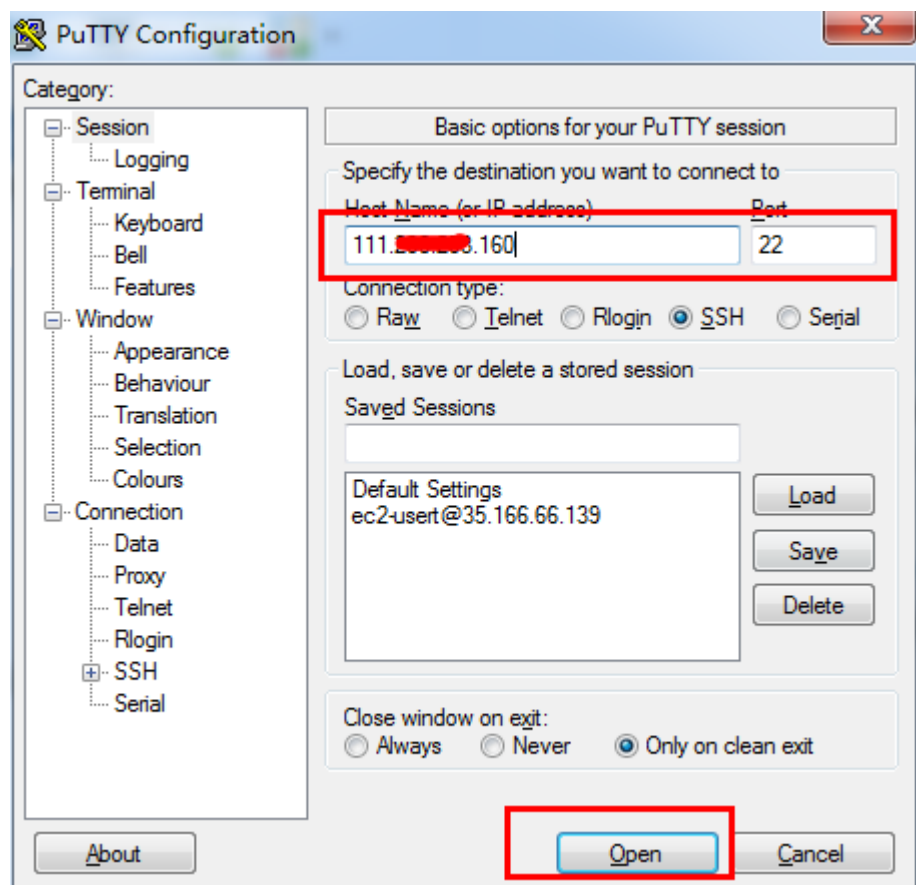 PuTTY Configuration
Category:
Session
Logging
Terminal
Keyboard
Bell
Features
Window
Appearance
Behaviour
Translation
Selection
Colours
Connection
Data
Proxy
Telnet
Rlogin
SSH
Serial
Basic options for your PuTTY session
Specify the destination you want to connect to
Host Name (or IP address) Port
111. .160 22
Connection type:
Raw Telnet Rlogin SSH Serial
Load, save or delete a stored session
Saved Sessions
Default Settings
ec2-usert@35.166.66.139
Load
Save
Delete
Close window on exit:
Always Never Only on clean exit
About Open Cancel